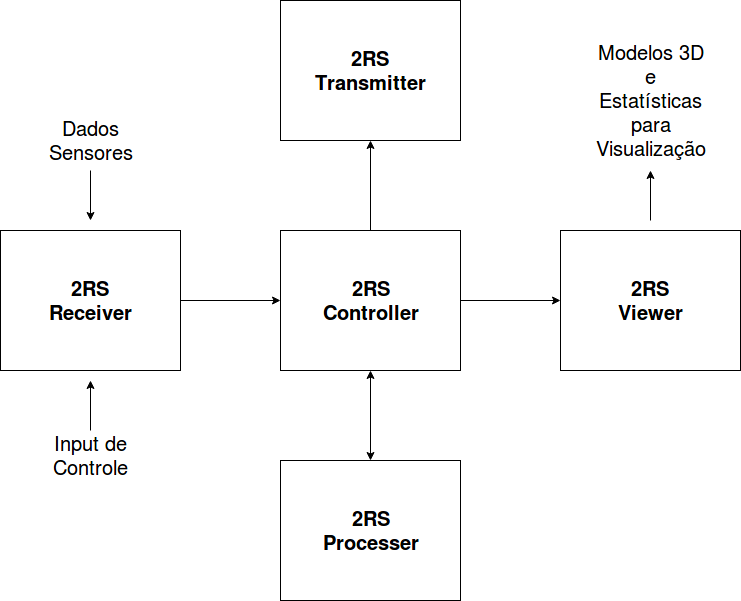 2RS
Transmitter
Modelos 3D
e
Estatísticas
para
Visualização
Dados
Sensores
2RS
Receiver
2RS
Controller
2RS
Viewer
Input de
Controle
2RS
Processer